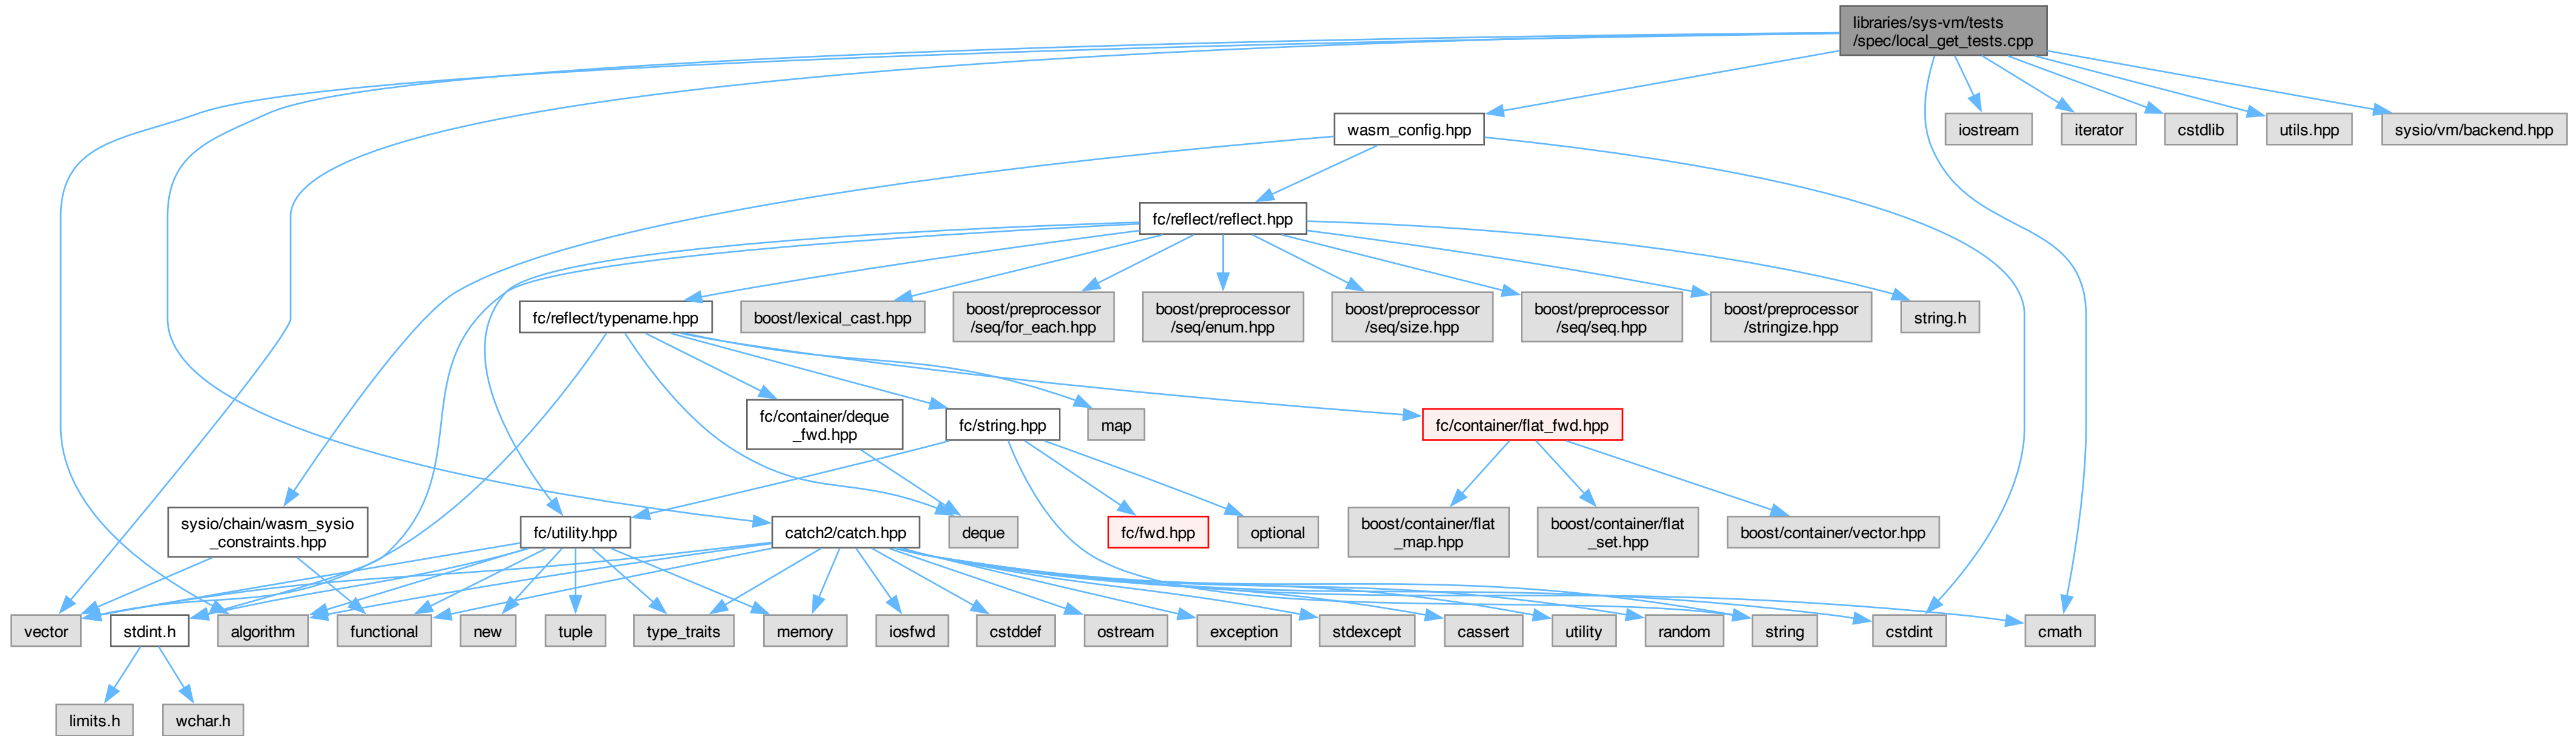 libraries/sys-vm/tests
/spec/local_get_tests.cpp
wasm_config.hpp
iostream
iterator
cstdlib
utils.hpp
sysio/vm/backend.hpp
fc/reflect/reflect.hpp
fc/reflect/typename.hpp
boost/lexical_cast.hpp
boost/preprocessor
/seq/for_each.hpp
boost/preprocessor
/seq/enum.hpp
boost/preprocessor
/seq/size.hpp
boost/preprocessor
/seq/seq.hpp
boost/preprocessor
/stringize.hpp
string.h
fc/container/deque
_fwd.hpp
fc/string.hpp
map
fc/container/flat_fwd.hpp
sysio/chain/wasm_sysio
_constraints.hpp
fc/utility.hpp
catch2/catch.hpp
deque
fc/fwd.hpp
optional
boost/container/flat
_map.hpp
boost/container/flat
_set.hpp
boost/container/vector.hpp
vector
stdint.h
algorithm
functional
new
tuple
type_traits
memory
iosfwd
cstddef
ostream
exception
stdexcept
cassert
utility
random
string
cstdint
cmath
limits.h
wchar.h